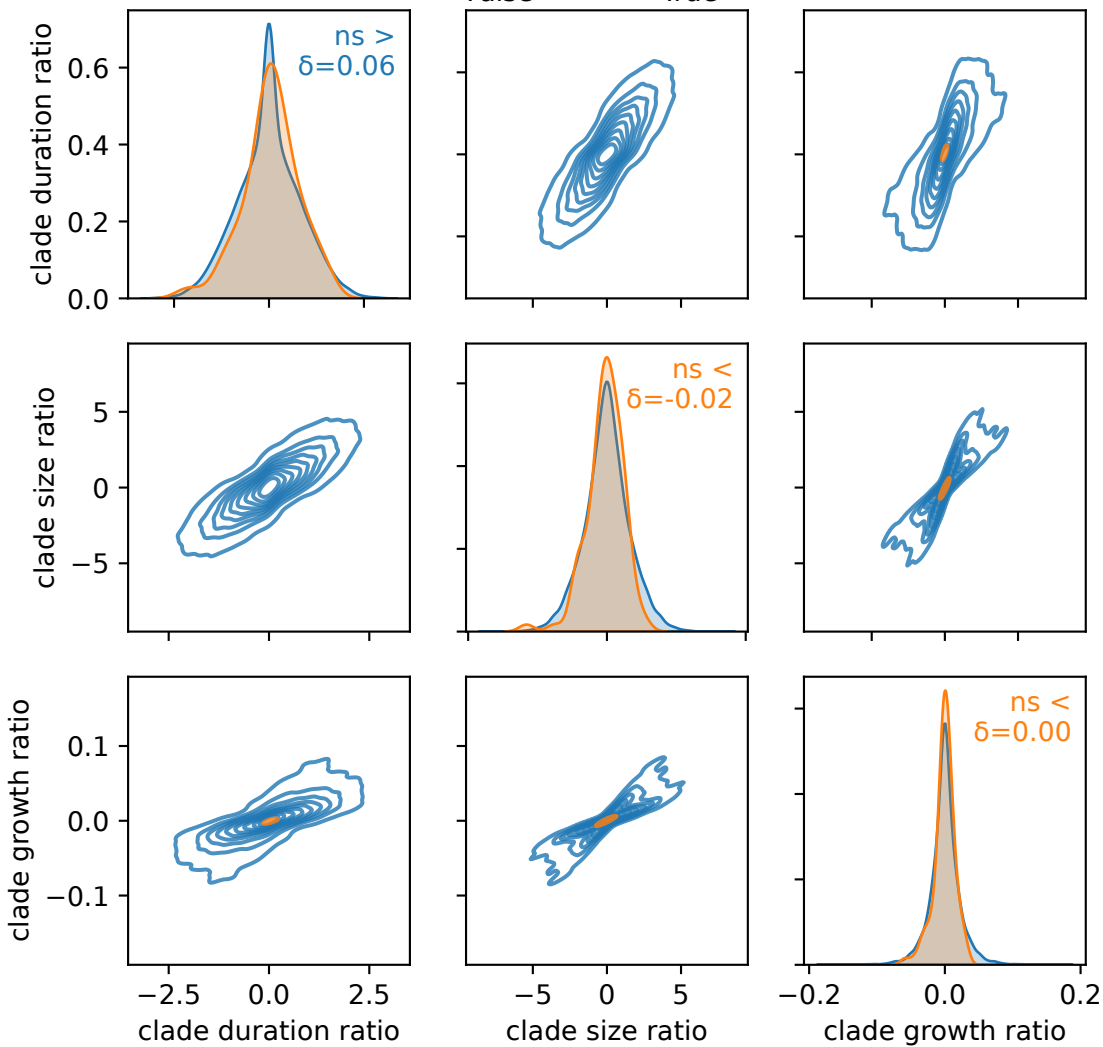 clade duration ratio
0.6
0.4
0.2
0.0
ns >
δ=0.06
clade size ratio
5
0
−5
ns <
δ=-0.02
clade growth ratio
0.1
0.0
−0.1
ns <
δ=0.00
−2.5 0.0 2.5
−5 0 5
−0.2 0.0 0.2
clade duration ratio
clade size ratio
clade growth ratio